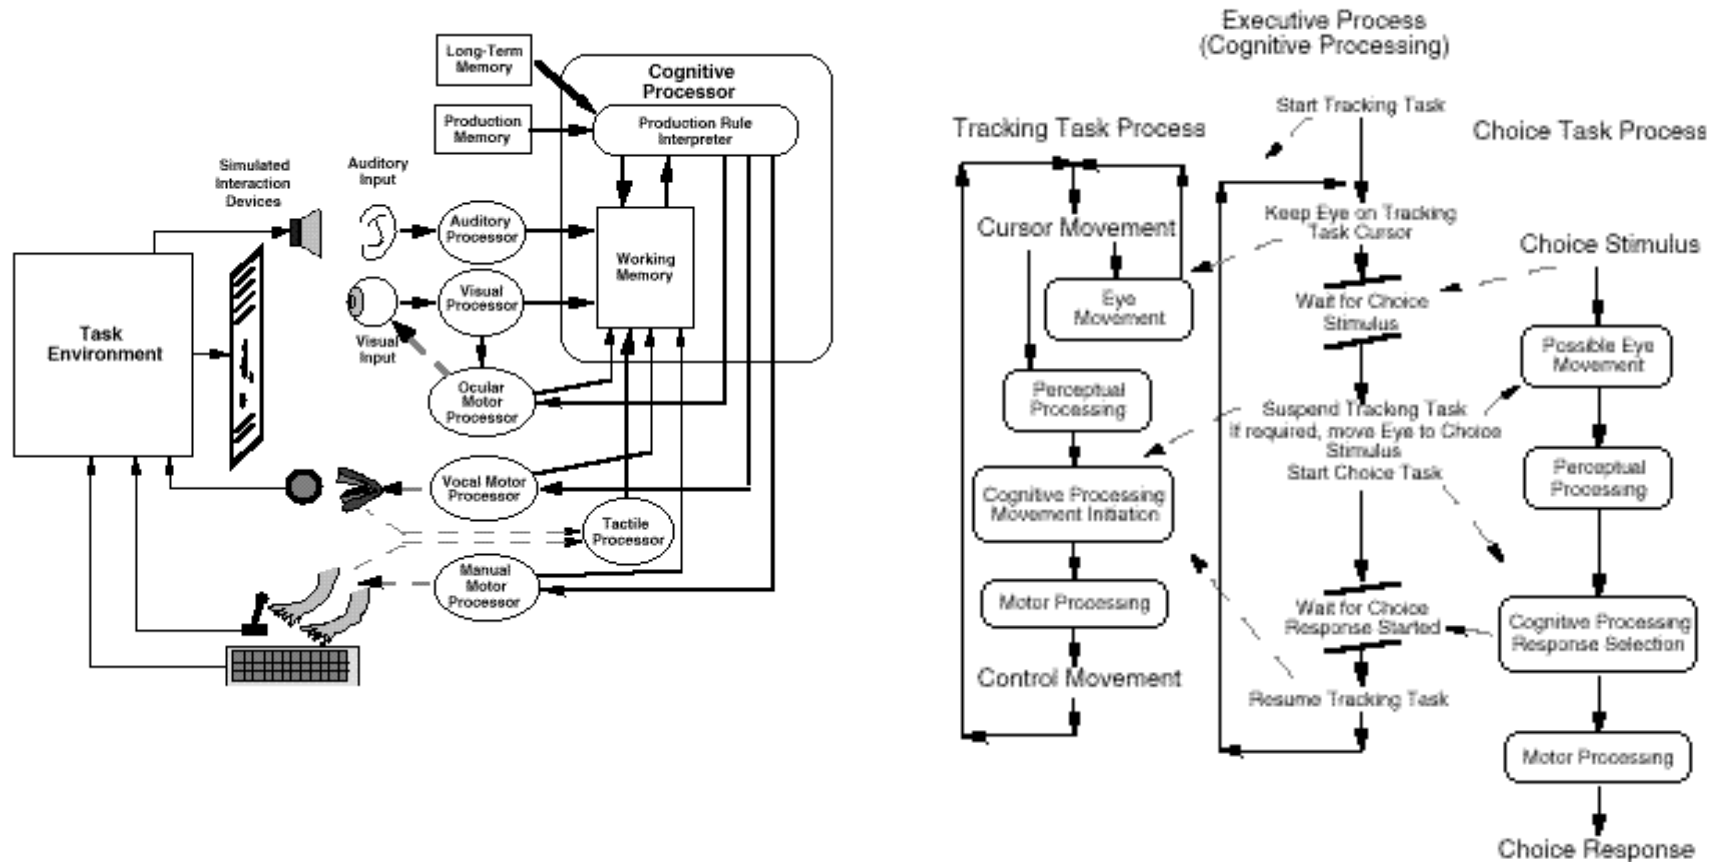 Long-Term
Memory
Cognitive
Processor
Production
Memory
Production Rule
Interpreter
Simulated
Interaction
Devices
Auditory
Input
Auditory
Processor
Working
Memory
Visual
Processor
Visual
Input
Task
Environment
Ocular
Motor
Processor
Vocal Motor
Processor
Tactile
Processor
Manual
Motor
Processor
Executive Process
(Cognitive Processing)
Start Tracking Task
Tracking Task Process
Choice Task Process
Cursor Movement
Eye
Movement
Perceptual
Processing
Cognitive Processing
Movement Initiation
Motor Processing
Control Movement
Keep Eye on Tracking
Task Cursor
Wait for Choice
Stimulus
Suspend Tracking Task
If required, move Eye to Choice
Stimulus
Start Choice Task
Wait for Choice
Response Started
Resume Tracking Task
Choice Stimulus
Possible Eye
Movement
Perceptual
Processing
Cognitive Processing
Response Selection
Motor Processing
Choice Response